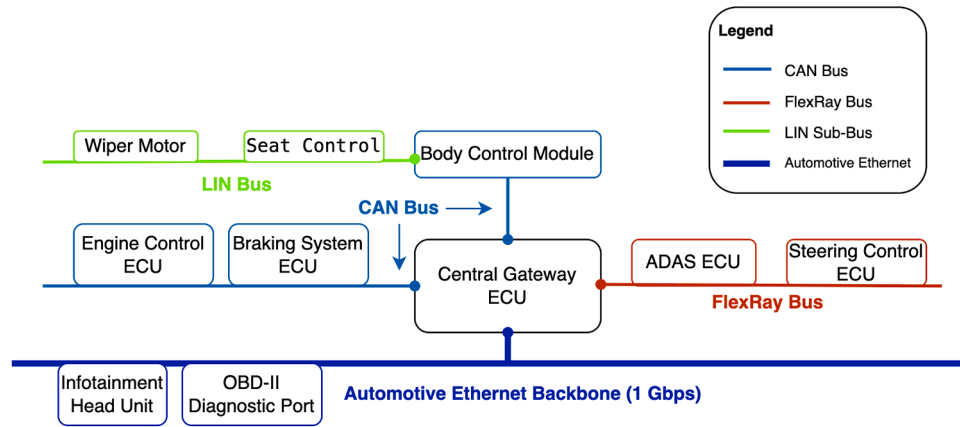 Legend
CAN Bus
FlexRay Bus
LIN Sub-Bus
Automotive Ethernet
Wiper Motor
Seat Control
Body Control Module
LIN Bus
CAN Bus
Engine Control
ECU
Braking System
ECU
Central Gateway
ECU
ADAS ECU
Steering Control
ECU
FlexRay Bus
Infotainment
Head Unit
OBD-II
Diagnostic Port
Automotive Ethernet Backbone (1 Gbps)